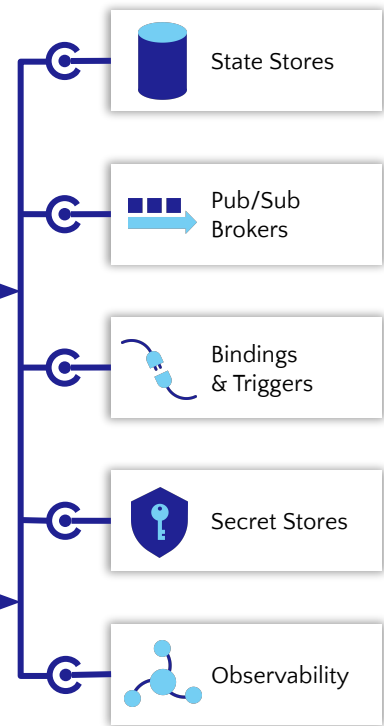 State Stores
Pub/Sub
Brokers
Bindings
& Triggers
Secret Stores
Observability